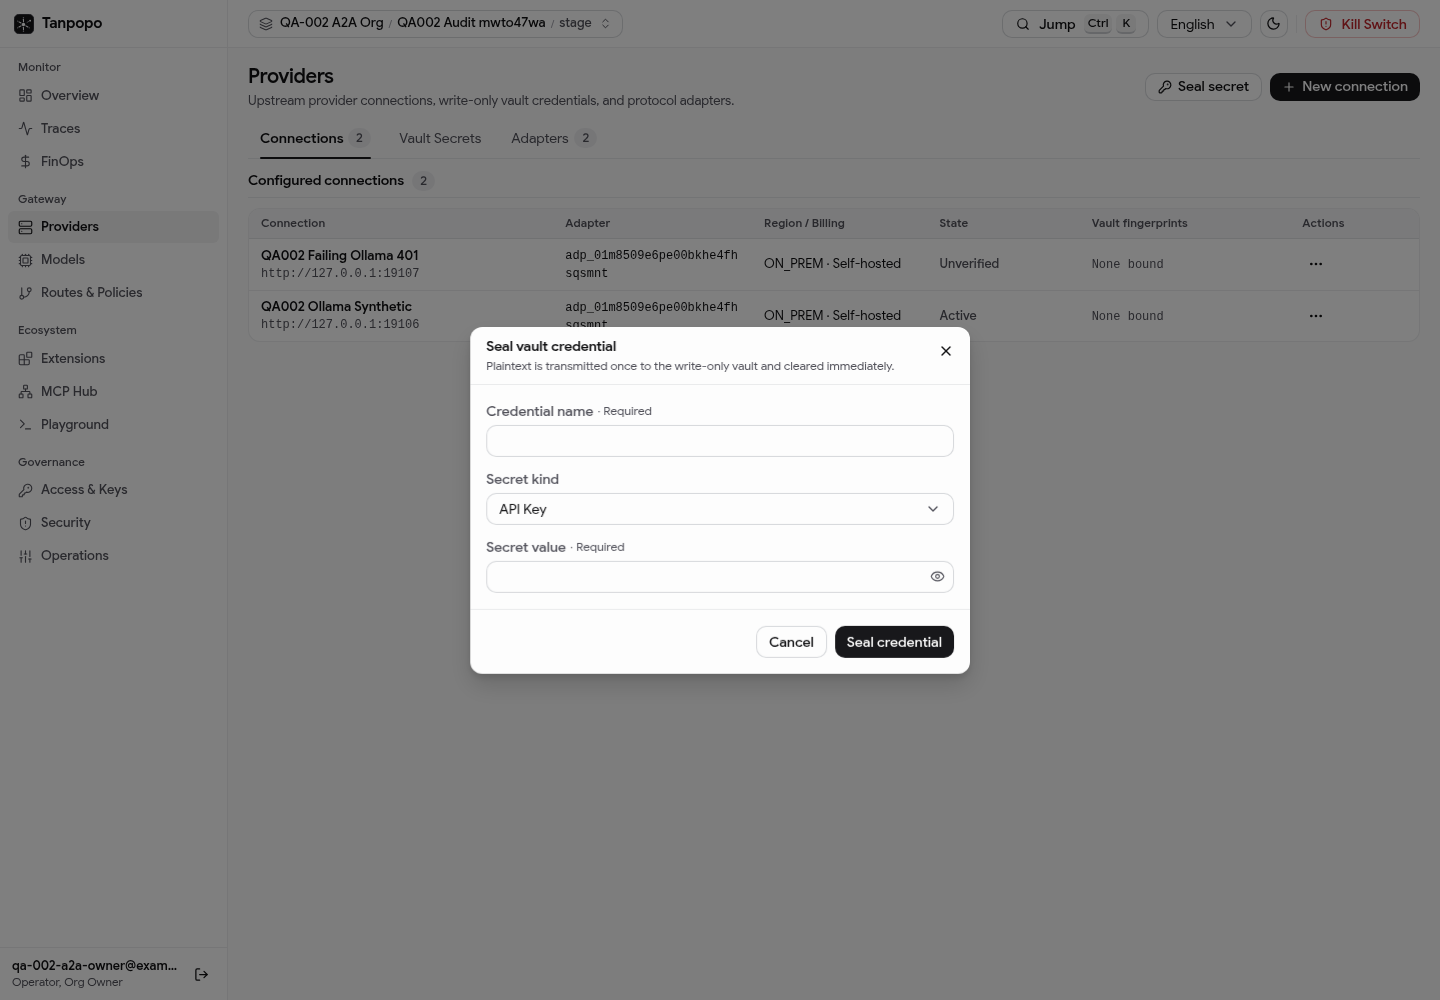 Tanpopo
QA-002 A2A Org / QA002 Audit mwto47wa / stage
Jump Ctrl K
English
Kill Switch
Monitor
Overview
Traces
FinOps
Gateway
Providers
Models
Routes & Policies
Ecosystem
Extensions
MCP Hub
Playground
Governance
Access & Keys
Security
Operations
qa-002-a2a-owner@exam...
Operator, Org Owner
Providers
Upstream provider connections, write-only vault credentials, and protocol adapters.
Seal secret
New connection
Connections 2
Vault Secrets
Adapters 2
Configured connections 2
Connection Adapter Region / Billing State Vault fingerprints Actions
QA002 Failing Ollama 401
http://127.0.0.1:19107
adp_01m8509e6pe00bkhe4fh
sqsmnt
ON_PREM · Self-hosted
Unverified
None bound
QA002 Ollama Synthetic
http://127.0.0.1:19106
adp_01m8509e6pe00bkhe4fh
sqsmnt
ON_PREM · Self-hosted
Active
None bound
Seal vault credential
Plaintext is transmitted once to the write-only vault and cleared immediately.
Credential name · Required
Secret kind
API Key
Secret value · Required
Cancel
Seal credential